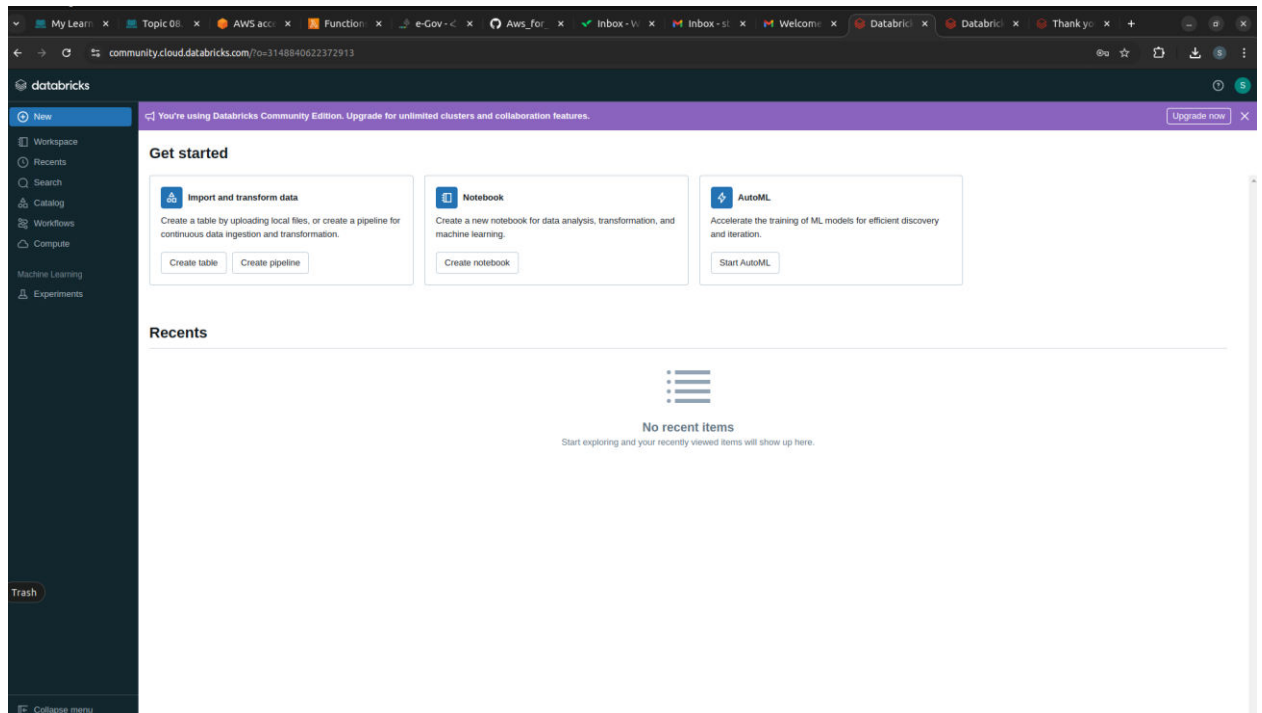 My Learn Topic 08. AWS acc Function e-Gov - < Aws_for_ Inbox - W Inbox - st Welcome Databric Databric Thank yo
community.cloud.databricks.com/?o=3148840622372913
databricks
S
New
You're using Databricks Community Edition. Upgrade for unlimited clusters and collaboration features. Upgrade now
Workspace
Recents
Search
Catalog
Workflows
Compute
Machine Learning
Experiments
Trash
Collapse menu
Get started
Import and transform data
Create a table by uploading local files, or create a pipeline for
continuous data ingestion and transformation.
Create table Create pipeline
Notebook
Create a new notebook for data analysis, transformation, and
machine learning.
Create notebook
AutoML
Accelerate the training of ML models for efficient discovery
and iteration.
Start AutoML
Recents
No recent items
Start exploring and your recently viewed items will show up here.